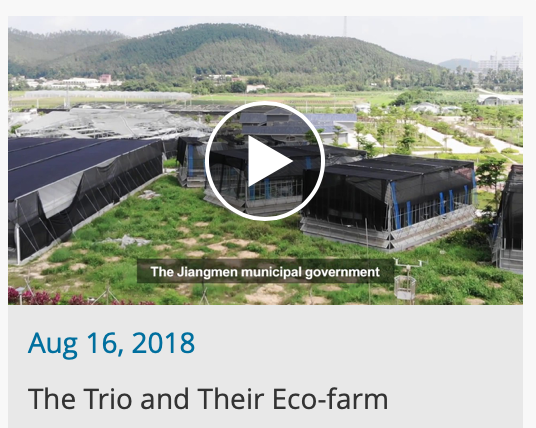 The Jiangmen municipal government
Aug 16, 2018
The Trio and Their Eco-farm